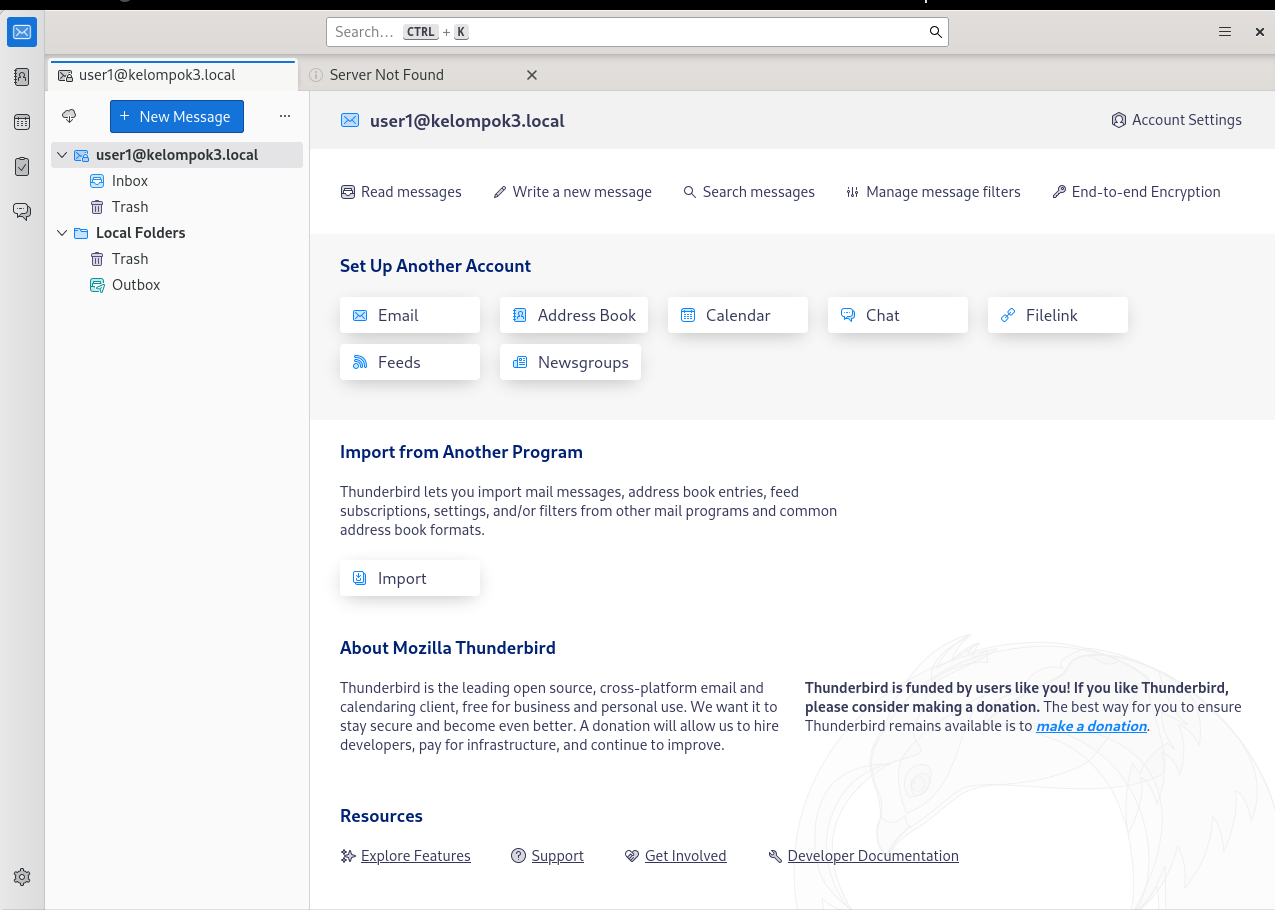 Search… CTRL + K
user1@kelompok3.local
Server Not Found
+ New Message
user1@kelompok3.local
Inbox
Trash
Local Folders
Trash
Outbox
user1@kelompok3.local
Account Settings
Read messages
Write a new message
Search messages
Manage message filters
End-to-end Encryption
Set Up Another Account
Email
Address Book
Calendar
Chat
Filelink
Feeds
Newsgroups
Import from Another Program
Thunderbird lets you import mail messages, address book entries, feed
subscriptions, settings, and/or filters from other mail programs and common
address book formats.
Import
About Mozilla Thunderbird
Thunderbird is the leading open source, cross-platform email and
calendaring client, free for business and personal use. We want it to
stay secure and become even better. A donation will allow us to hire
developers, pay for infrastructure, and continue to improve.
Thunderbird is funded by users like you! If you like Thunderbird,
please consider making a donation. The best way for you to ensure
Thunderbird remains available is to make a donation.
Resources
Explore Features
Support
Get Involved
Developer Documentation